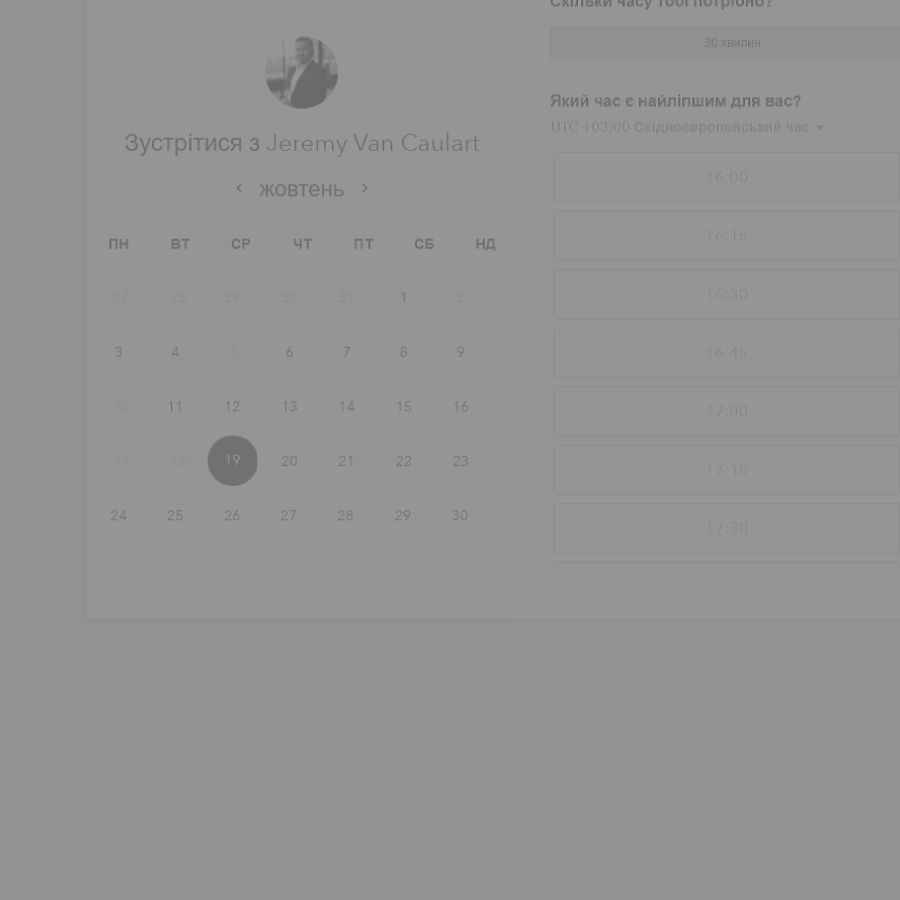 Скільки часу тобі потрібно?
30 хвилин
Який час є найліпшим для вас?
UTC +03:00 Східноєвропейський час
Зустрітися з Jeremy Van Caulart
жовтень
ПН ВТ СР ЧТ ПТ СБ НД
27 28 29 30 31 1 2
3 4 5 6 7 8 9
10 11 12 13 14 15 16
17 18 19 20 21 22 23
24 25 26 27 28 29 30
16:00
16:15
16:30
16:45
17:00
17:15
17:30